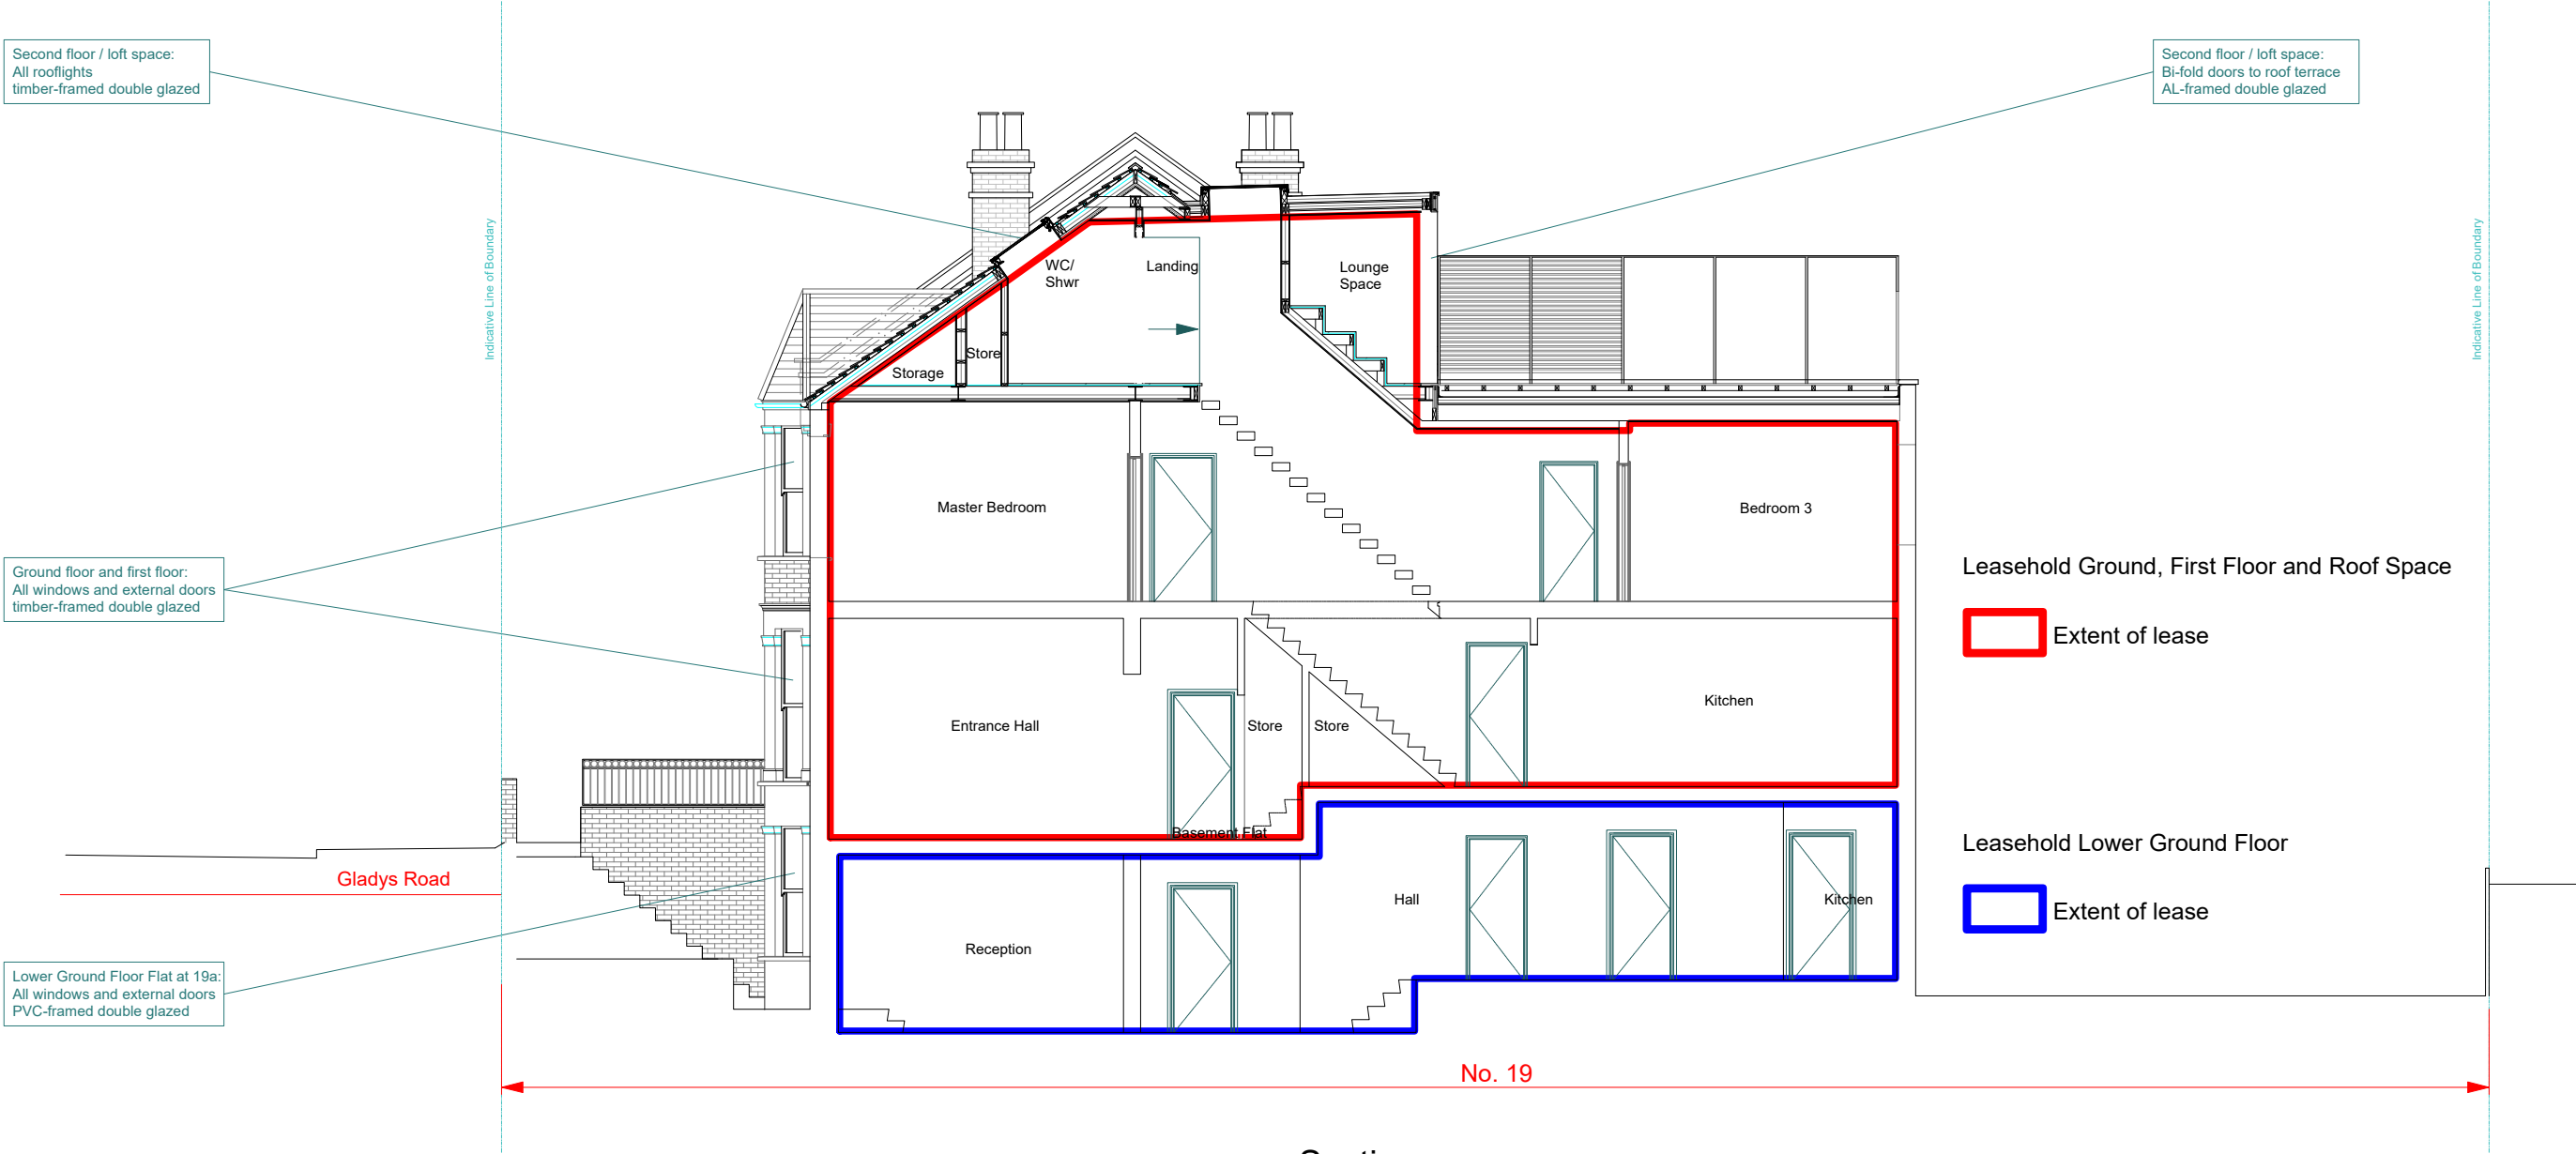 Second floor / loft space:
All rooflights
timber-framed double glazed
Second floor / loft space:
Bi-fold doors to roof terrace
AL-framed double glazed
Indicative Line of Boundary
Indicative Line of Boundary
WC/
Shwr
Landing
Lounge
Space
Store
Storage
Master Bedroom
Bedroom 3
Ground floor and first floor:
All windows and external doors
timber-framed double glazed
Leasehold Ground, First Floor and Roof Space
Extent of lease
Entrance Hall
Store
Store
Kitchen
Basement Flat
Leasehold Lower Ground Floor
Extent of lease
Gladys Road
Hall
Kitchen
Reception
Lower Ground Floor Flat at 19a:
All windows and external doors
PVC-framed double glazed
No. 19